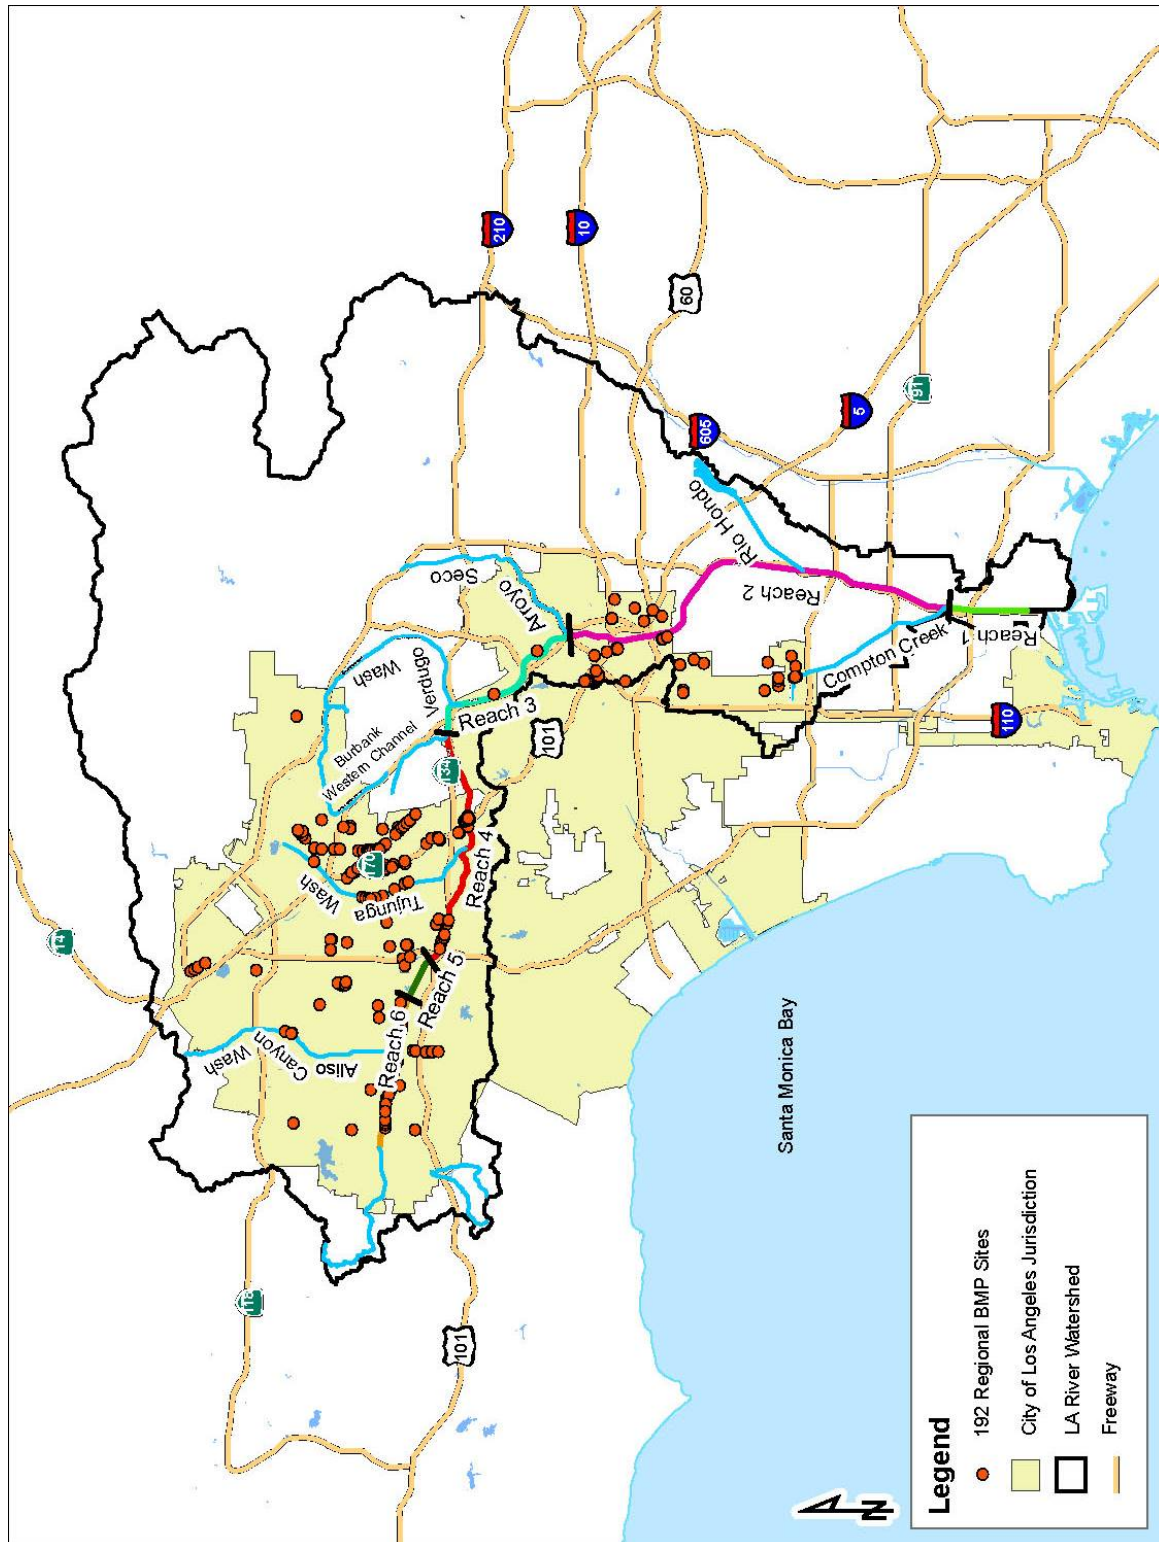 14
118
101
210
10
60
605
5
91
110
101
134
170
Wash
Canyon
Aliso
Wash
Tujunga
Burbank
Western Channel
Wash
Verdugo
Arroyo
Seco
Rio Hondo
Compton Creek
Reach 6
Reach 5
Reach 4
Reach 3
Reach 2
Reach 1
Santa Monica Bay
N
Legend
192 Regional BMP Sites
City of Los Angeles Jurisdiction
LA River Watershed
Freeway